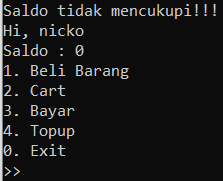 Saldo tidak mencukupi!!!
Hi, nicko
Saldo : 0
1. Beli Barang
2. Cart
3. Bayar
4. Topup
0. Exit
>>